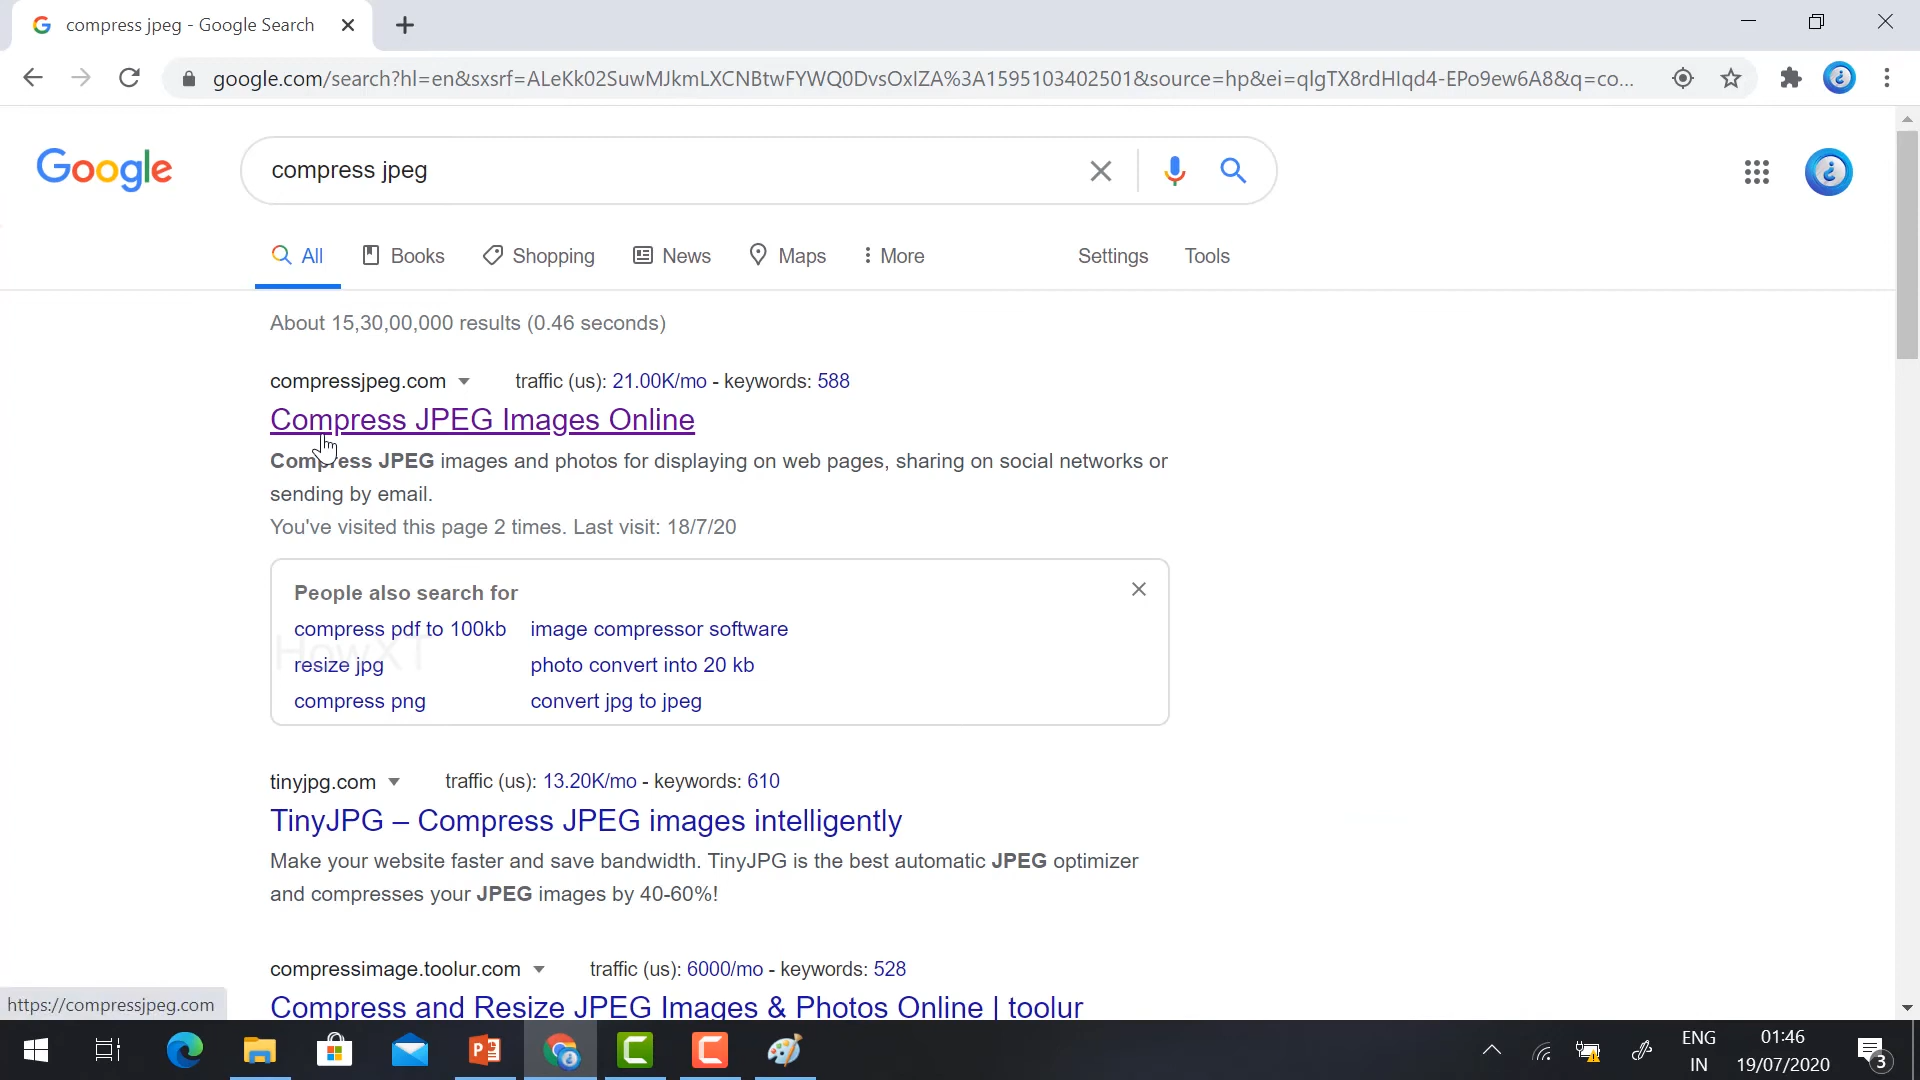 compress jpeg - Google Search
google.com/search?hl=en&sxsrf=ALeKk02SuwMJkmLXCNBtwFYWQ0DvsOxIZA%3A1595103402501&source=hp&ei=qlgTX8rdHIqd4-EPo9ew6A8&q=co...
Google
compress jpeg
All Books Shopping News Maps More Settings Tools
About 15,30,00,000 results (0.46 seconds)
compressjpeg.com traffic (us): 21.00K/mo - keywords: 588
Compress JPEG Images Online
Compress JPEG images and photos for displaying on web pages, sharing on social networks or
sending by email.
You've visited this page 2 times. Last visit: 18/7/20
People also search for
compress pdf to 100kb image compressor software
HowXT
resize jpg photo convert into 20 kb
compress png convert jpg to jpeg
tinyjpg.com traffic (us): 13.20K/mo - keywords: 610
TinyJPG – Compress JPEG images intelligently
Make your website faster and save bandwidth. TinyJPG is the best automatic JPEG optimizer
and compresses your JPEG images by 40-60%!
compressimage.toolur.com traffic (us): 6000/mo - keywords: 528
Compress and Resize JPEG Images & Photos Online | toolur
https://compressjpeg.com
ENG 01:46
IN 19/07/2020 3